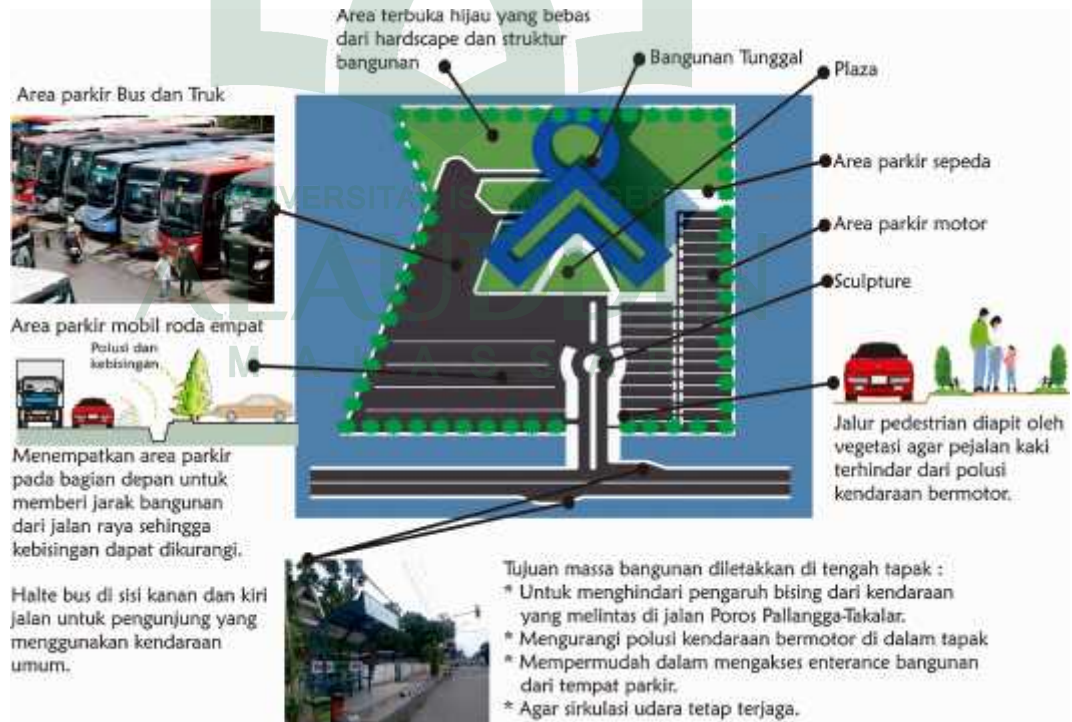 Area terbuka hijau yang bebas
dari hardscape dan struktur
bangunan
Bangunan Tunggal
Plaza
Area parkir Bus dan Truk
Area parkir sepeda
Area parkir motor
Sculpture
UNIVERSITAS ISLAM NEGERI
ALAUDDIN
MAKASSAR
Area parkir mobil roda empat
Polusi dan
kebisingan
Menempatkan area parkir
pada bagian depan untuk
memberi jarak bangunan
dari jalan raya sehingga
kebisingan dapat dikurangi.
Jalur pedestrian diapit oleh
vegetasi agar pejalan kaki
terhindar dari polusi
kendaraan bermotor.
Halte bus di sisi kanan dan kiri
jalan untuk pengunjung yang
menggunakan kendaraan
umum.
Tujuan massa bangunan diletakkan di tengah tapak :
* Untuk menghindari pengaruh bising dari kendaraan
yang melintas di jalan Poros Pallangga-Takalar.
* Mengurangi polusi kendaraan bermotor di dalam tapak
* Mempermudah dalam mengakses enterance bangunan
dari tempat parkir.
* Agar sirkulasi udara tetap terjaga.